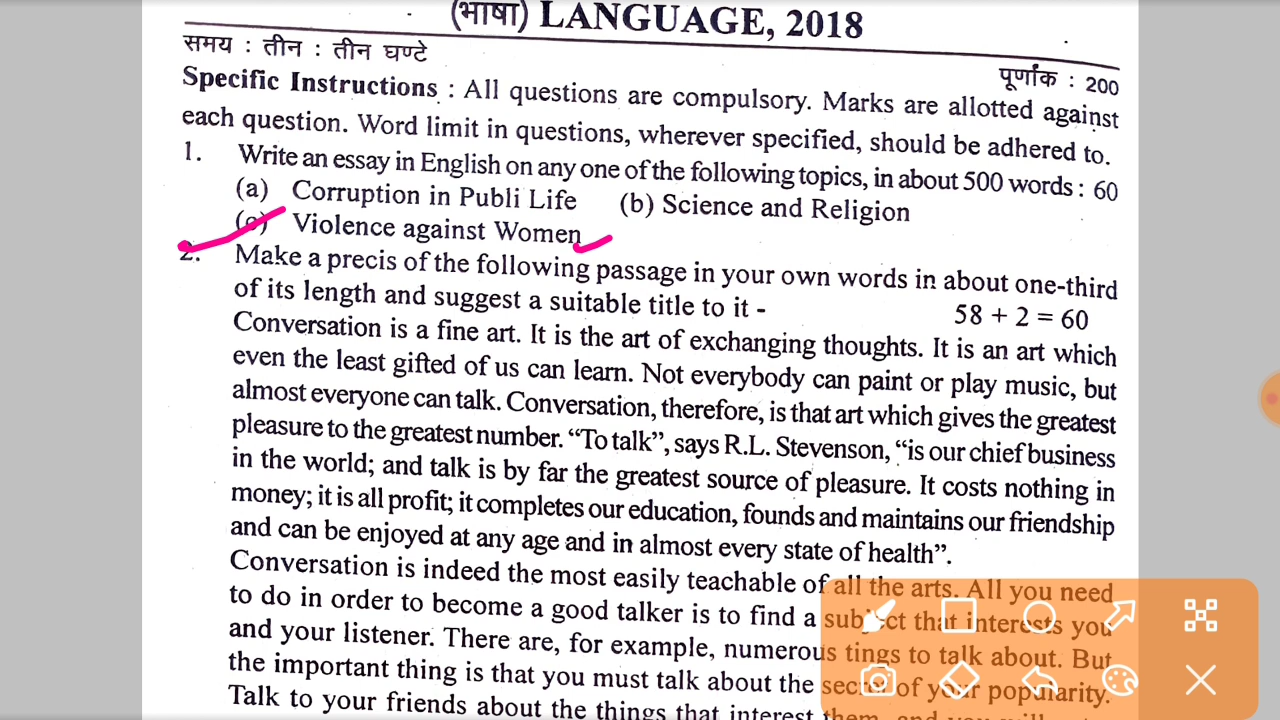 (भाषा) LANGUAGE, 2018
समय : तीन : तीन घण्टे
पूर्णांक : 200
Specific Instructions : All questions are compulsory. Marks are allotted against
each question. Word limit in questions, wherever specified, should be adhered to.
1. Write an essay in English on any one of the following topics, in about 500 words : 60
(a) Corruption in Publi Life (b) Science and Religion
(c) Violence against Women
2. Make a precis of the following passage in your own words in about one-third
of its length and suggest a suitable title to it - 58 + 2 = 60
Conversation is a fine art. It is the art of exchanging thoughts. It is an art which
even the least gifted of us can learn. Not everybody can paint or play music, but
almost everyone can talk. Conversation, therefore, is that art which gives the greatest
pleasure to the greatest number. “To talk”, says R.L. Stevenson, “is our chief business
in the world; and talk is by far the greatest source of pleasure. It costs nothing in
money; it is all profit; it completes our education, founds and maintains our friendship
and can be enjoyed at any age and in almost every state of health”.
Conversation is indeed the most easily teachable of all the arts. All you need
to do in order to become a good talker is to find a subject that interests you
and your listener. There are, for example, numerous tings to talk about. But
the important thing is that you must talk about the secret of your popularity.
Talk to your friends about the things that interest them, and you will